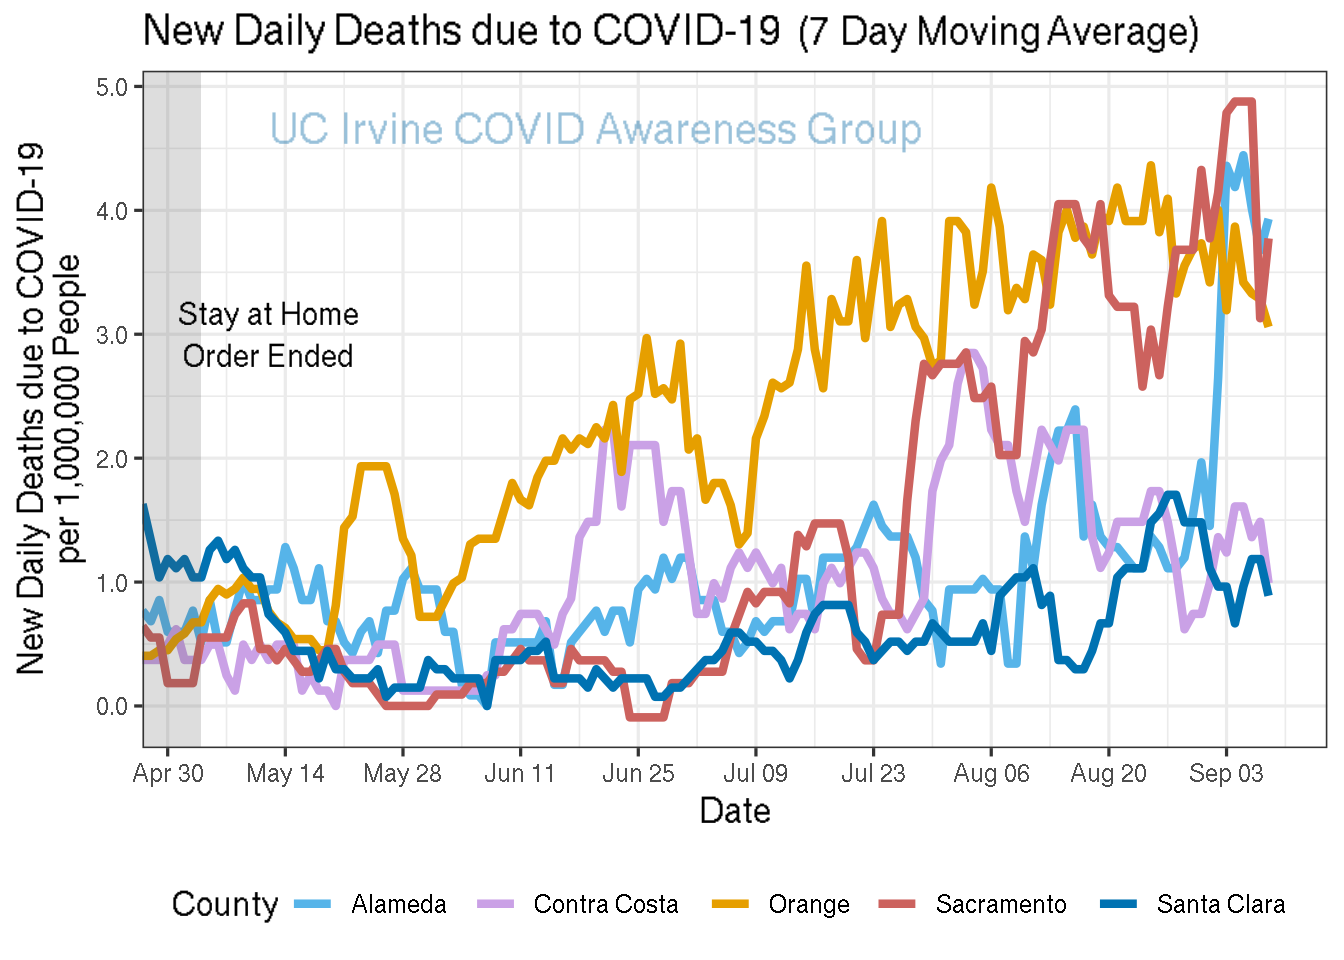 New Daily Deaths due to COVID-19 (7 Day Moving Average)
UC Irvine COVID Awareness Group
New Daily Deaths due to COVID-19
per 1,000,000 People
5.0
4.0
3.0
2.0
1.0
0.0
Stay at Home
Order Ended
Apr 30 May 14 May 28 Jun 11 Jun 25 Jul 09 Jul 23 Aug 06 Aug 20 Sep 03
Date
County Alameda Contra Costa Orange Sacramento Santa Clara